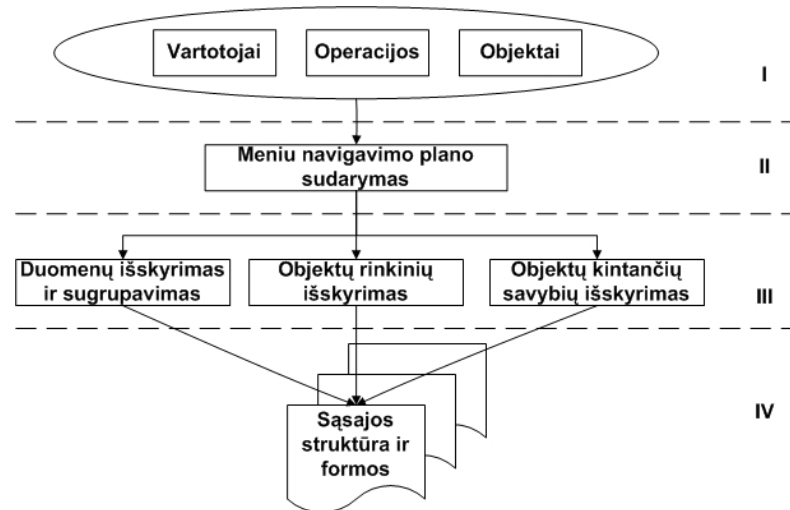 Vartotojai
Operacijos
Objektai
I
Meniu navigavimo plano
sudarymas
II
Duomenų išskyrimas
ir sugrupavimas
Objektų rinkinių
išskyrimas
Objektų kintančių
savybių išskyrimas
III
Sąsajos
struktūra ir
formos
IV